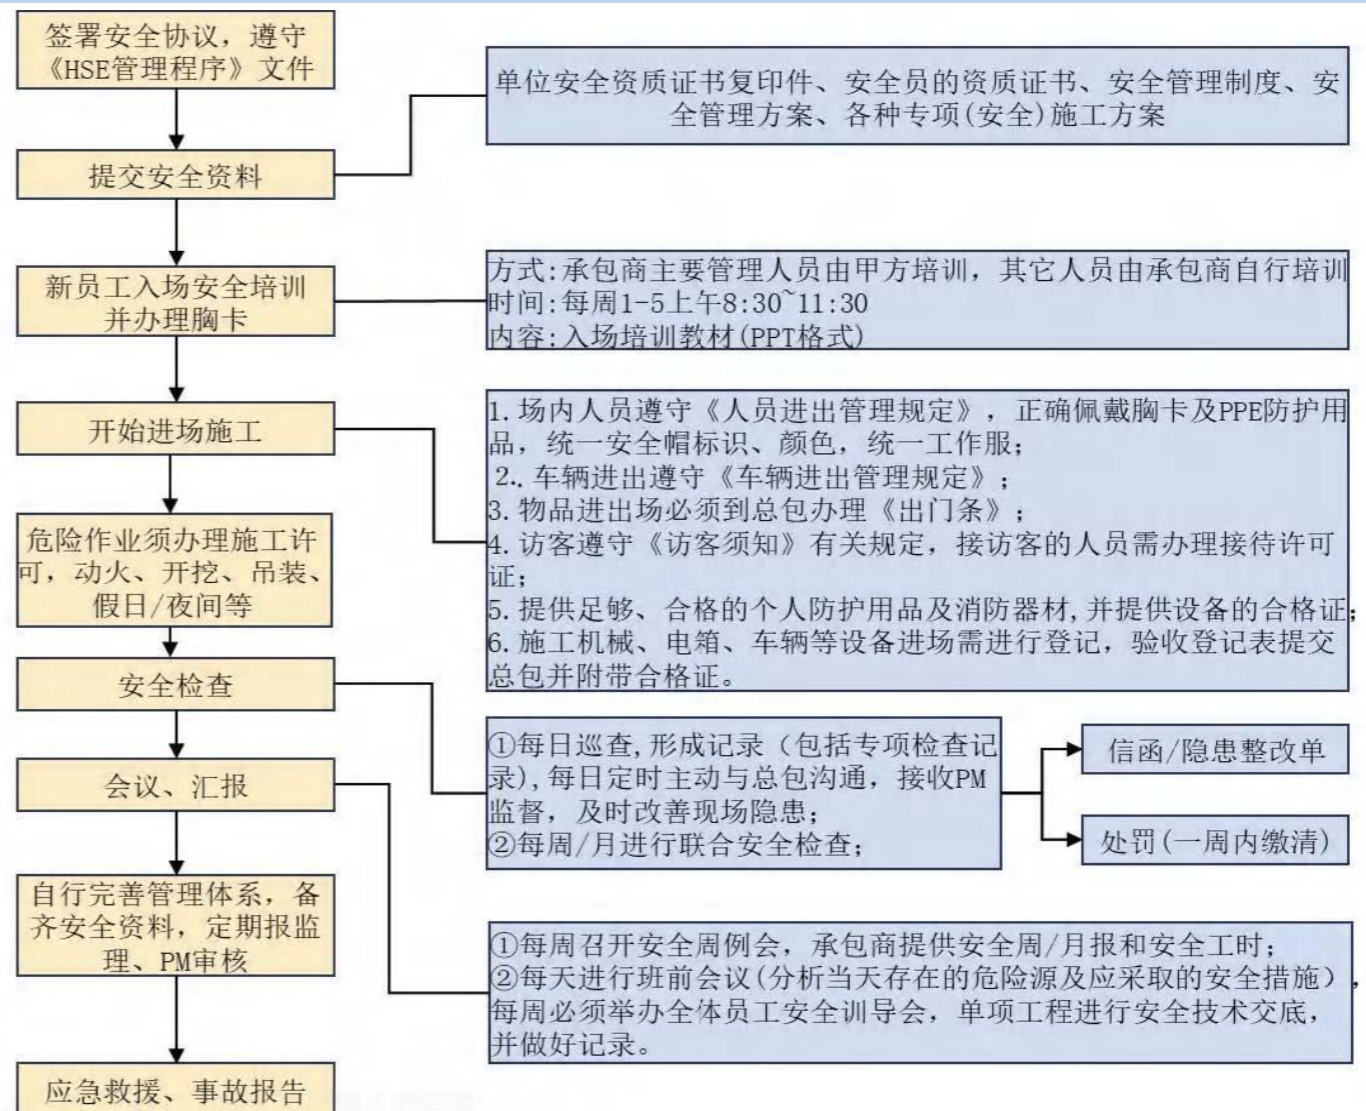 签署安全协议，遵守
《HSE管理程序》文件
单位安全资质证书复印件、安全员的资质证书、安全管理制度、安
全管理方案、各种专项(安全)施工方案
提交安全资料
新员工入场安全培训
并办理胸卡
方式:承包商主要管理人员由甲方培训，其它人员由承包商自行培训
时间:每周1-5上午8:30~11:30
内容:入场培训教材(PPT格式)
开始进场施工
1.场内人员遵守《人员进出管理规定》，正确佩戴胸卡及PPE防护用
品，统一安全帽标识、颜色，统一工作服；
2..车辆进出遵守《车辆进出管理规定》；
3.物品进出场必须到总包办理《出门条》；
4.访客遵守《访客须知》有关规定，接访客的人员需办理接待许可
证；
5.提供足够、合格的个人防护用品及消防器材,并提供设备的合格证；
6.施工机械、电箱、车辆等设备进场需进行登记，验收登记表提交
总包并附带合格证。
危险作业须办理施工许
可，动火、开挖、吊装、
假日/夜间等
安全检查
①每日巡查,形成记录（包括专项检查记
录),每日定时主动与总包沟通，接收PM
监督，及时改善现场隐患；
②每周/月进行联合安全检查；
信函/隐患整改单
处罚(一周内缴清)
会议、汇报
①每周召开安全周例会，承包商提供安全周/月报和安全工时；
②每天进行班前会议(分析当天存在的危险源及应采取的安全措施），
每周必须举办全体员工安全训导会，单项工程进行安全技术交底，
并做好记录。
自行完善管理体系，备
齐安全资料，定期报监
理、PM审核
应急救援、事故报告